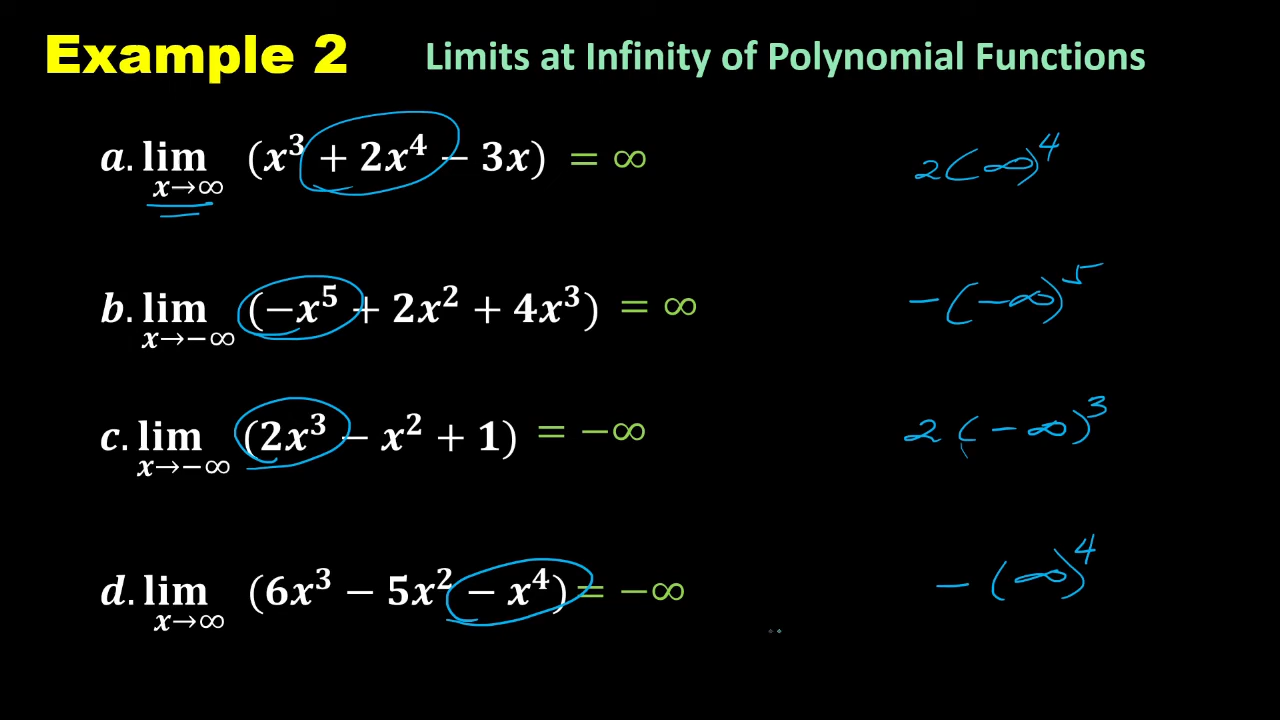 Example 2 Limits at Infinity of Polynomial Functions
a. lim x→∞ (x³ + 2x⁴ − 3x) = ∞ 2(∞)⁴
b. lim x→−∞ (−x⁵ + 2x² + 4x³) = ∞ −(−∞)⁵
c. lim x→−∞ (2x³ − x² + 1) = −∞ 2(−∞)³
d. lim x→∞ (6x³ − 5x² − x⁴) = −∞ −(∞)⁴